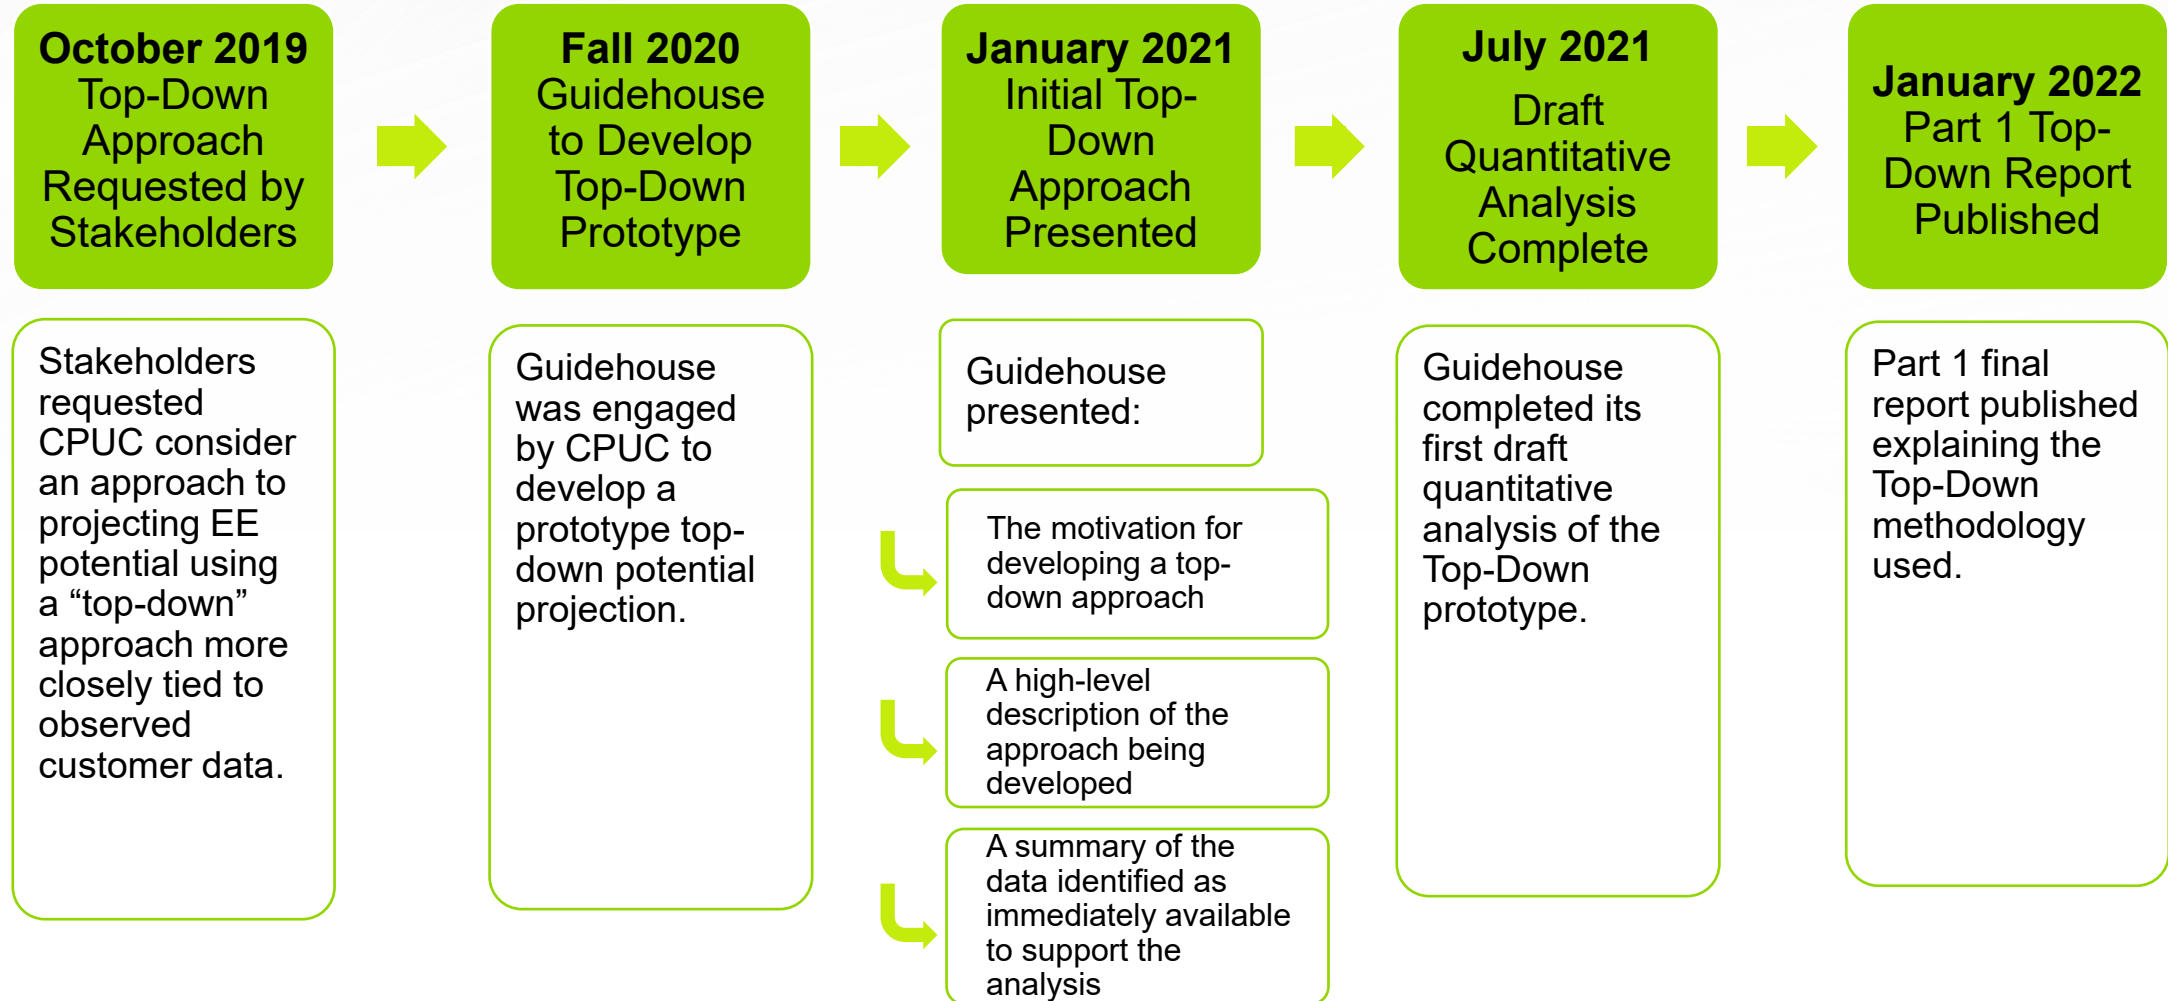 October 2019
Top-Down
Approach
Requested by
Stakeholders
Stakeholders
requested
CPUC consider
an approach to
projecting EE
potential using
a “top-down”
approach more
closely tied to
observed
customer data.
Fall 2020
Guidehouse
to Develop
Top-Down
Prototype
Guidehouse
was engaged
by CPUC to
develop a
prototype top-
down potential
projection.
January 2021
Initial Top-
Down
Approach
Presented
Guidehouse
presented:
The motivation for
developing a top-
down approach
A high-level
description of the
approach being
developed
A summary of the
data identified as
immediately available
to support the
analysis
July 2021
Draft
Quantitative
Analysis
Complete
Guidehouse
completed its
first draft
quantitative
analysis of the
Top-Down
prototype.
January 2022
Part 1 Top-
Down Report
Published
Part 1 final
report published
explaining the
Top-Down
methodology
used.